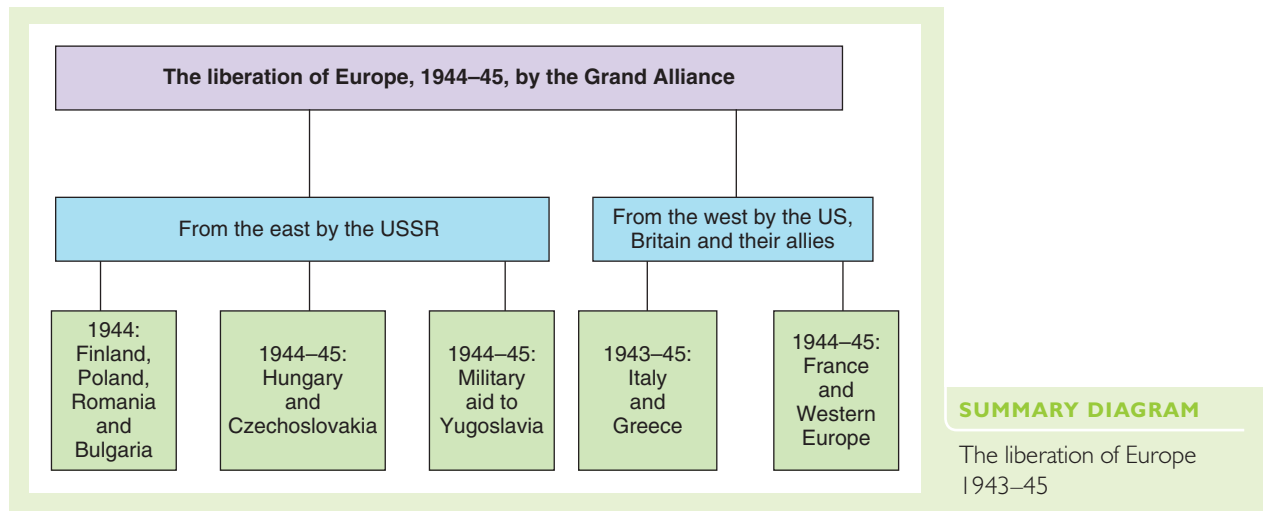 The liberation of Europe, 1944–45, by the Grand Alliance
From the east by the USSR
From the west by the US,
Britain and their allies
1944:
Finland,
Poland,
Romania
and
Bulgaria
1944–45:
Hungary
and
Czechoslovakia
1944–45:
Military
aid to
Yugoslavia
1943–45:
Italy
and
Greece
1944–45:
France
and
Western
Europe
SUMMARY DIAGRAM
The liberation of Europe
1943–45